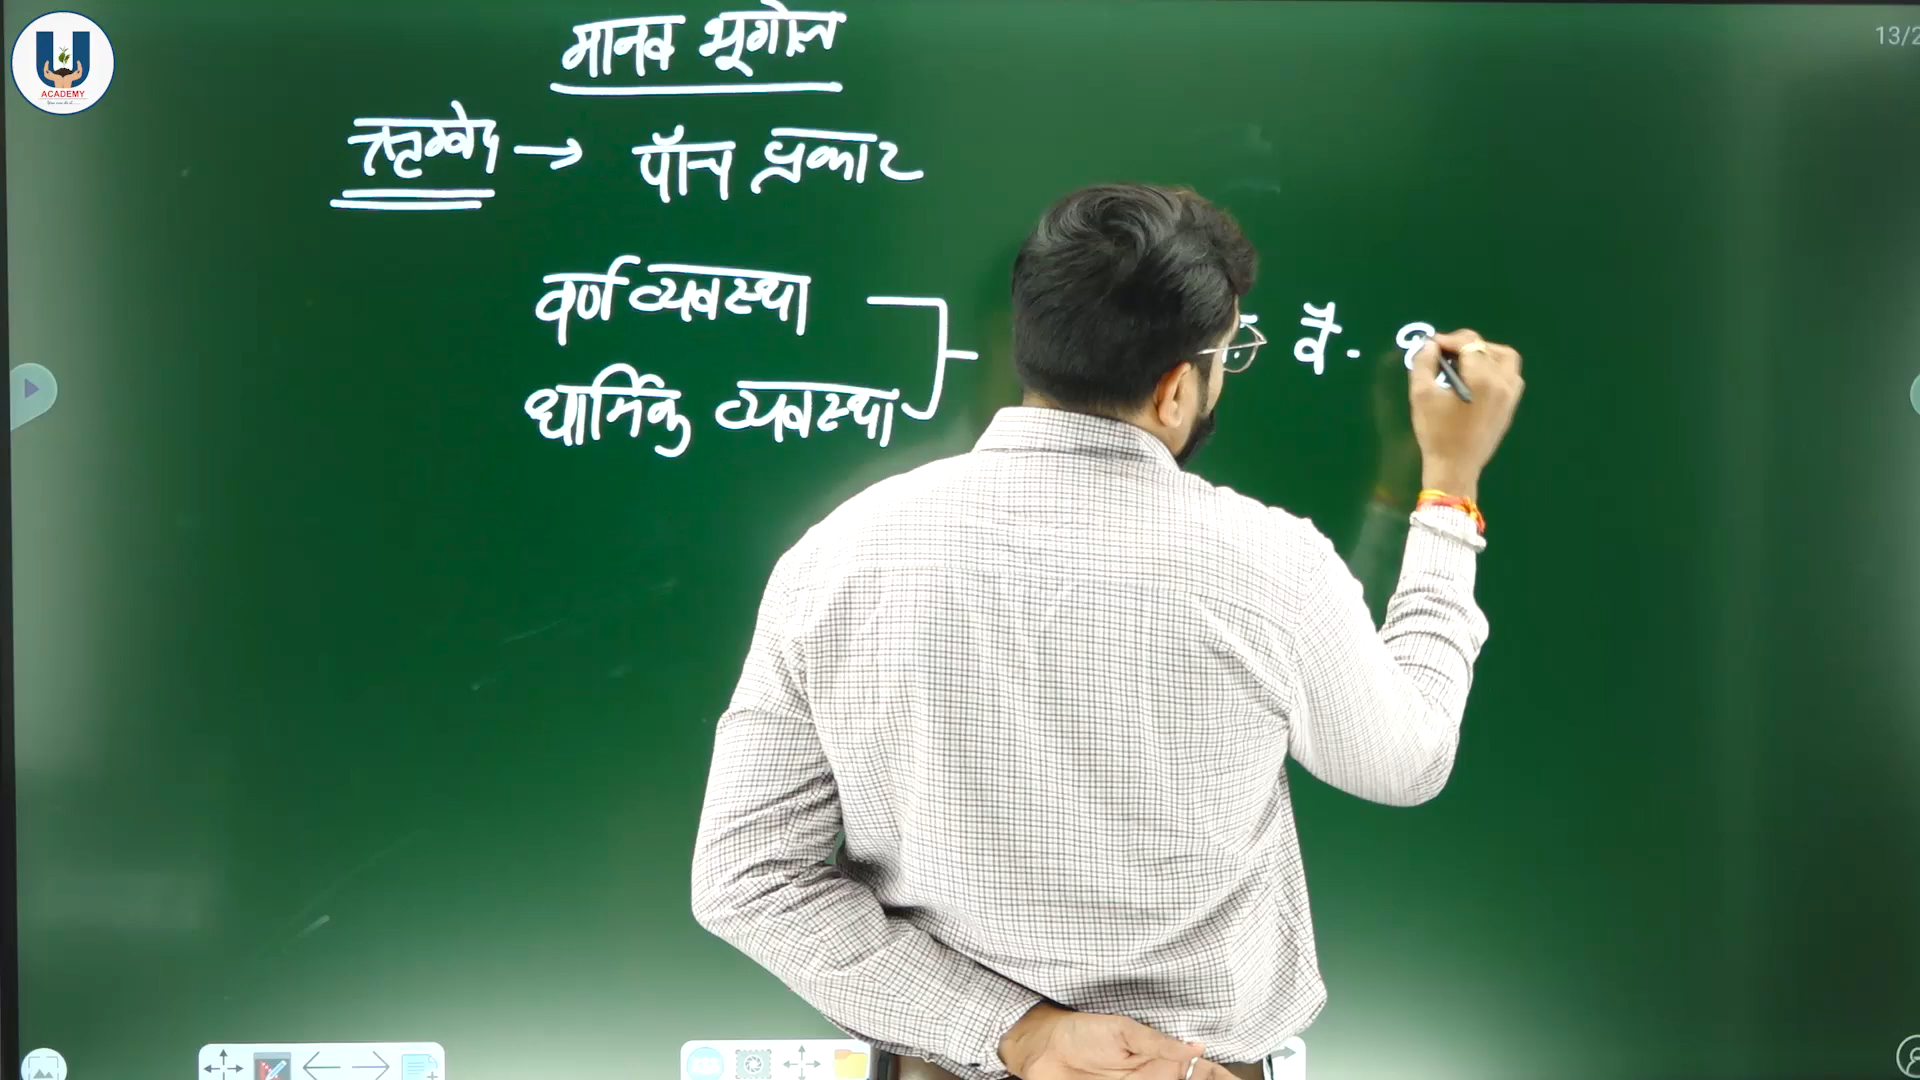 U
ACADEMY
मानव भूगोल
13/2
ऋग्वेद → पाँच प्रकार
वर्ण व्यवस्था
वै.
धार्मिक व्यवस्था